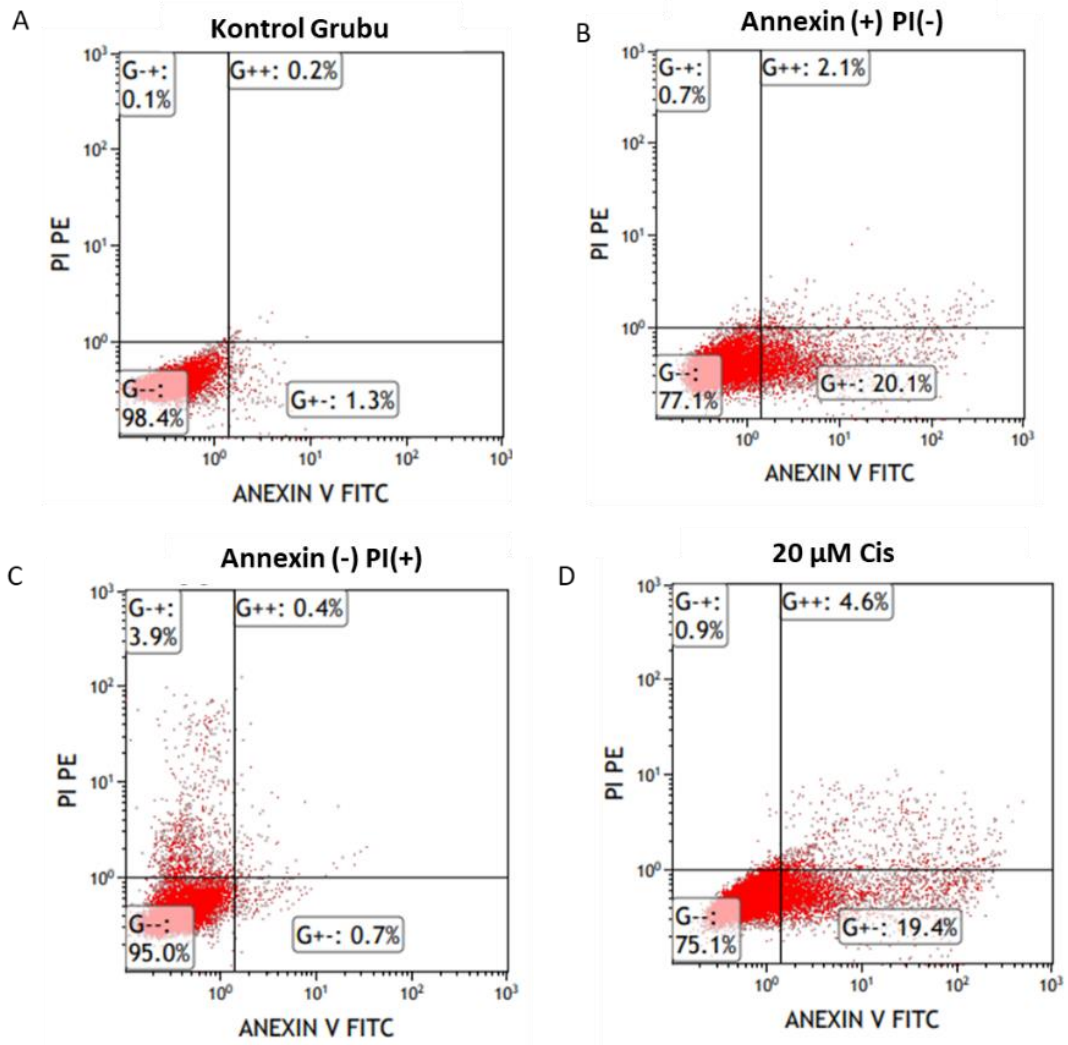 A
Kontrol Grubu
G-+:
0.1%
G++: 0.2%
10³
10²
10¹
10⁰
PI PE
G--:
98.4%
G+-: 1.3%
10⁰ 10¹ 10² 10³
ANEXIN V FITC
B
Annexin (+) PI(-)
G-+:
0.7%
G++: 2.1%
10³
10²
10¹
10⁰
PI PE
G--:
77.1%
G+-: 20.1%
10⁰ 10¹ 10² 10³
ANEXIN V FITC
C
Annexin (-) PI(+)
G-+:
3.9%
G++: 0.4%
10³
10²
10¹
10⁰
PI PE
G--:
95.0%
G+-: 0.7%
10⁰ 10¹ 10² 10³
ANEXIN V FITC
D
20 µM Cis
G-+:
0.9%
G++: 4.6%
10³
10²
10¹
10⁰
PI PE
G--:
75.1%
G+-: 19.4%
10⁰ 10¹ 10² 10³
ANEXIN V FITC